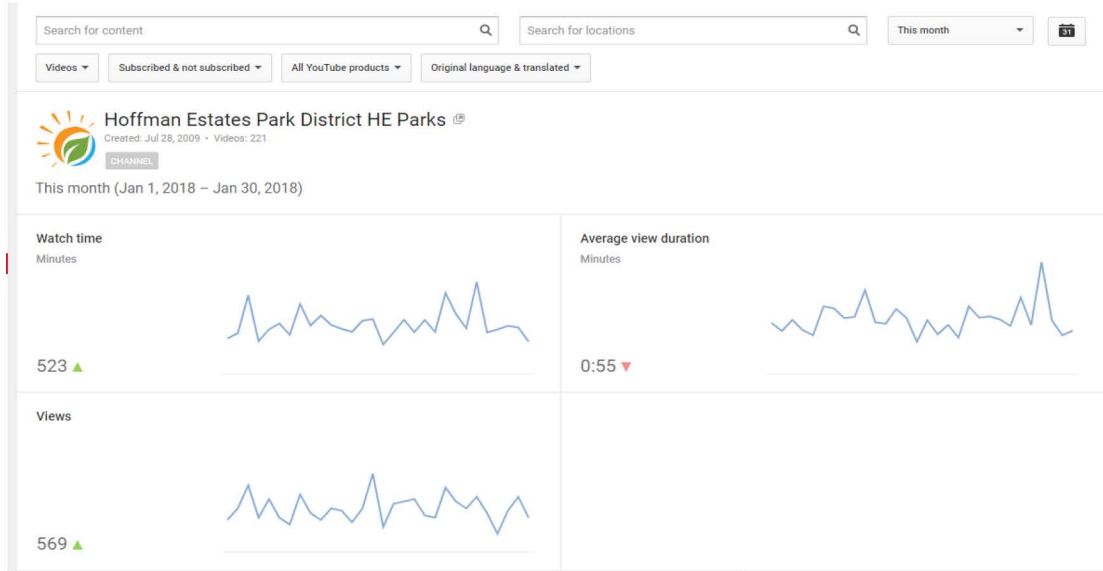 Search for content
Search for locations
This month
31
Videos
Subscribed & not subscribed
All YouTube products
Original language & translated
Hoffman Estates Park District HE Parks
Created: Jul 28, 2009 • Videos: 221
CHANNEL
This month (Jan 1, 2018 – Jan 30, 2018)
Watch time
Minutes
523
Average view duration
Minutes
0:55
Views
569